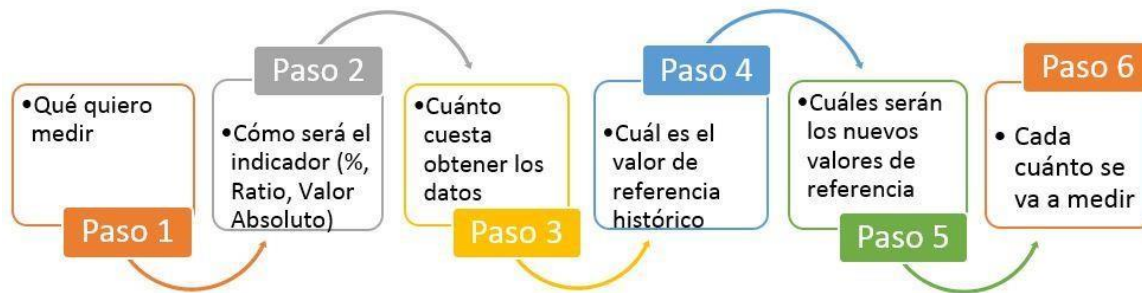 •Qué quiero
medir
Paso 1
Paso 2
•Cómo será el
indicador (%,
Ratio, Valor
Absoluto)
•Cuánto
cuesta
obtener los
datos
Paso 3
Paso 4
•Cuál es el
valor de
referencia
histórico
•Cuáles serán
los nuevos
valores de
referencia
Paso 5
Paso 6
• Cada
cuánto se
va a medir